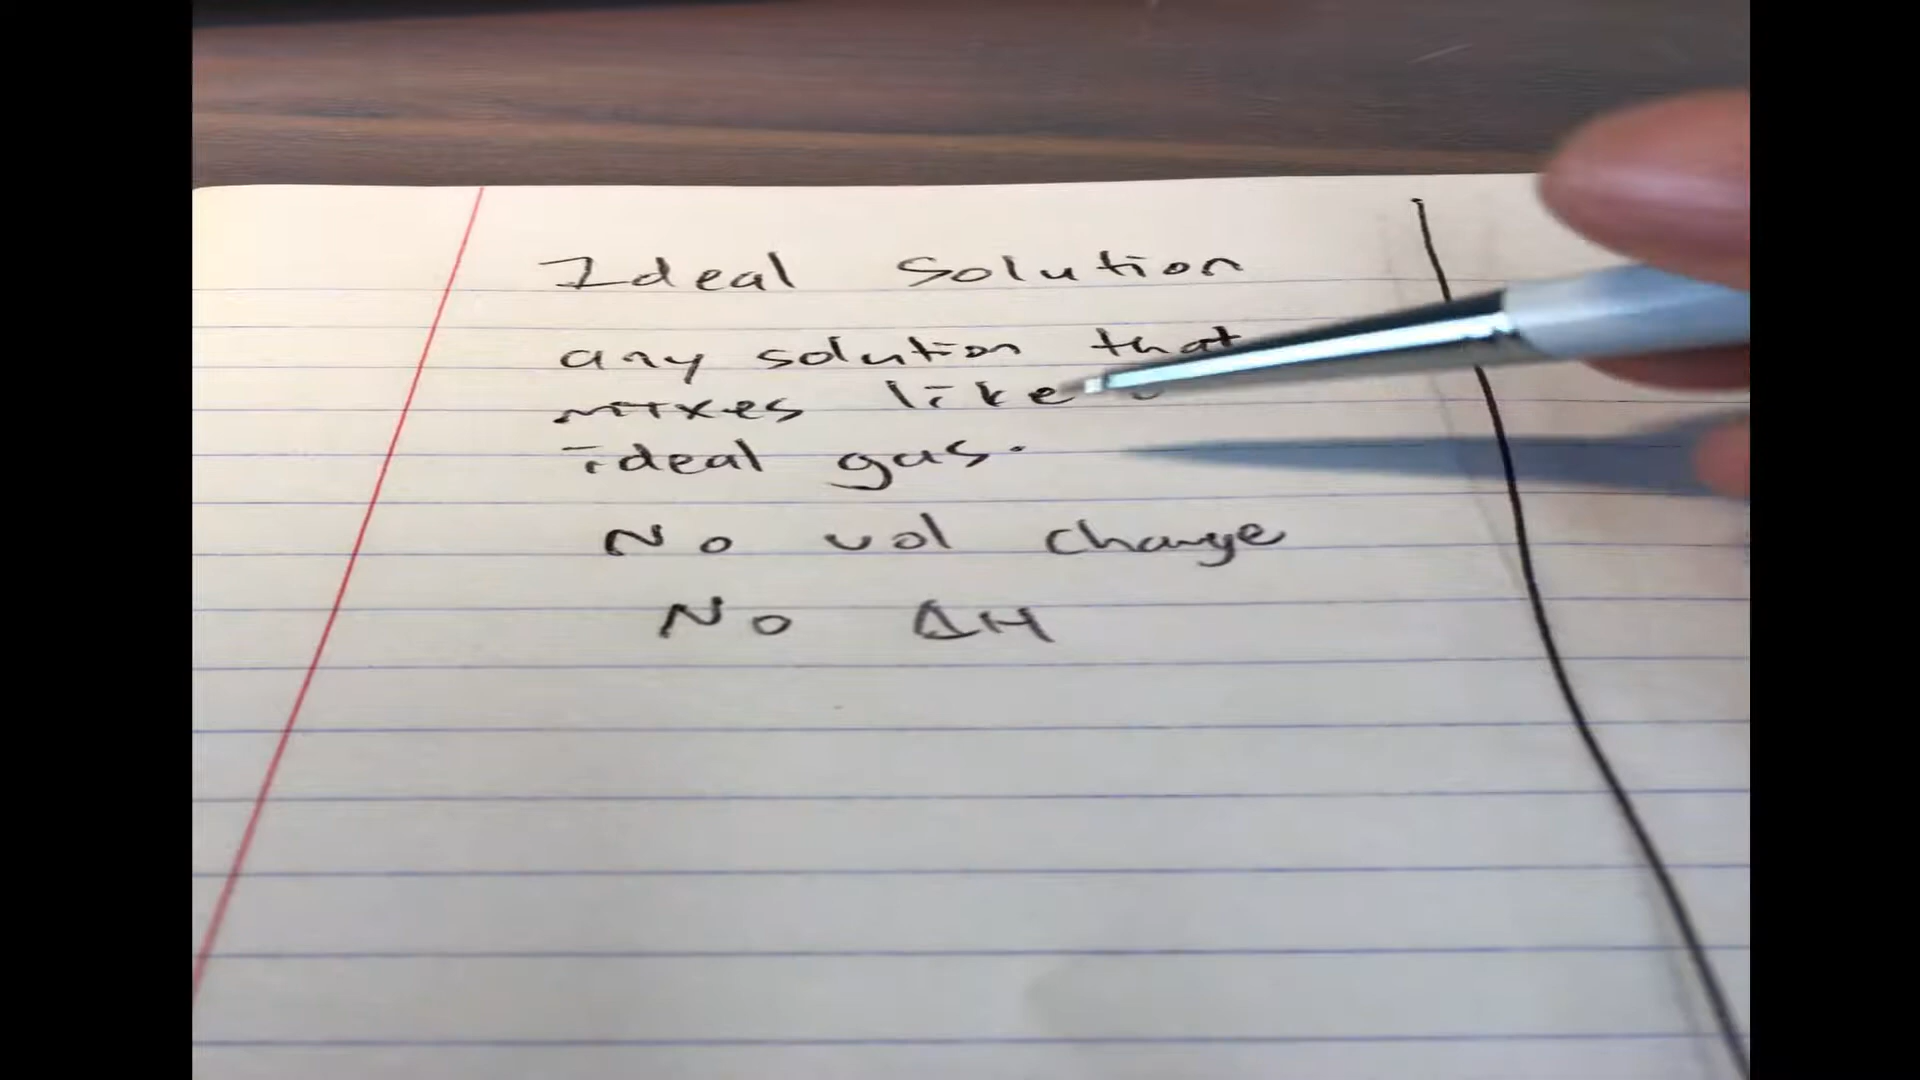 Ideal Solution
any solution that
mixes like
ideal gas.
No vol change
No ΔH